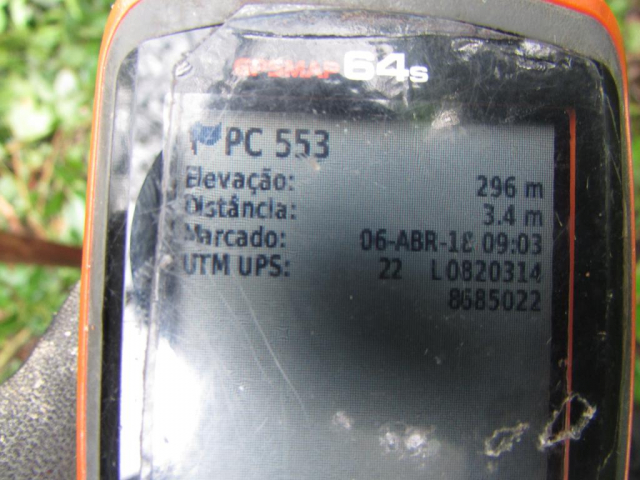 GPSMAP 64s
PC 553
Elevação: 296 m
Distância: 3.4 m
Marcado: 06-ABR-18 09:03
UTM UPS: 22 L 0820314
8685022